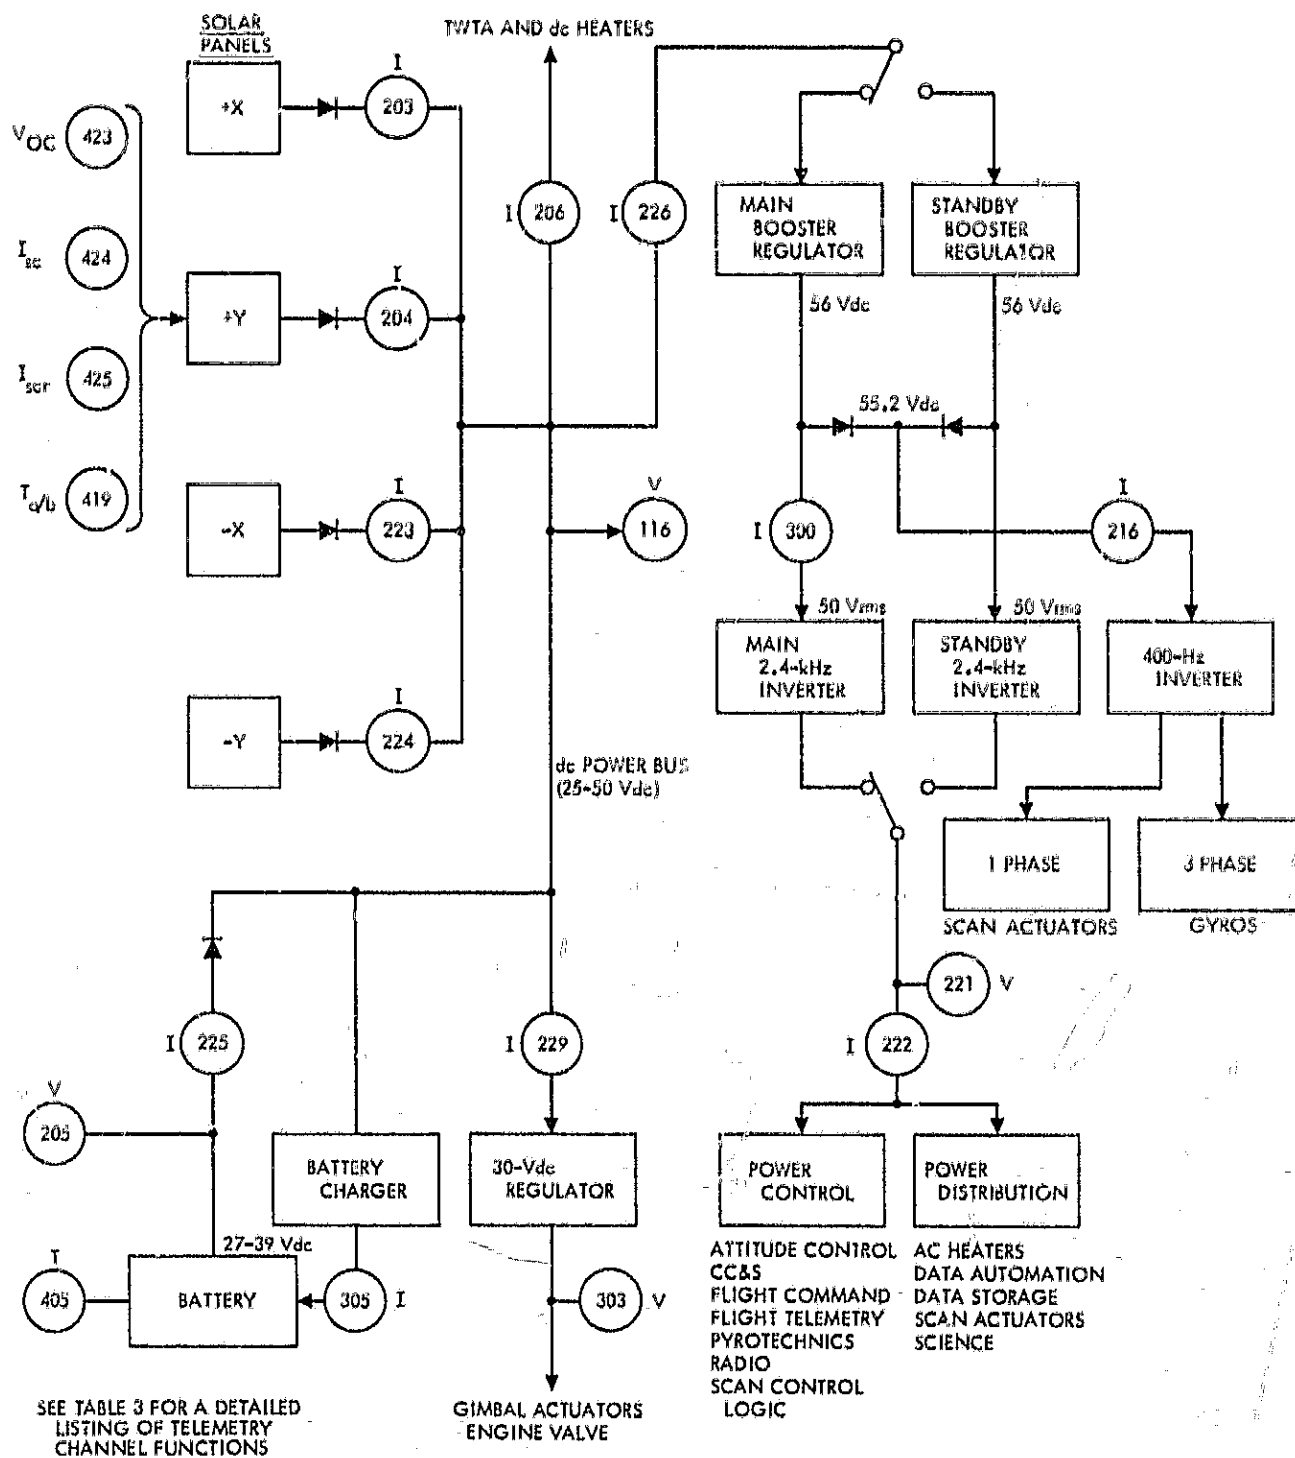 SOLAR
PANELS
TWTA AND dc HEATERS
+X
I
203
V_OC 423
I_sc 424
I_scr 425
T_a/b 419
+Y
I
204
-X
I
223
-Y
I
224
I 206
I 226
V
116
MAIN
BOOSTER
REGULATOR
STANDBY
BOOSTER
REGULATOR
56 Vdc
56 Vdc
55.2 Vdc
I 300
I
216
50 Vrms
50 Vrms
MAIN
2.4-kHz
INVERTER
STANDBY
2.4-kHz
INVERTER
400-Hz
INVERTER
dc POWER BUS
(25-50 Vdc)
1 PHASE
3 PHASE
SCAN ACTUATORS
GYROS
221 V
I 222
I 225
I 229
V
205
BATTERY
CHARGER
30-Vdc
REGULATOR
POWER
CONTROL
POWER
DISTRIBUTION
27-39 Vdc
T
405
BATTERY
305 I
303 V
ATTITUDE CONTROL
CC&S
FLIGHT COMMAND
FLIGHT TELEMETRY
PYROTECHNICS
RADIO
SCAN CONTROL
LOGIC
AC HEATERS
DATA AUTOMATION
DATA STORAGE
SCAN ACTUATORS
SCIENCE
SEE TABLE 3 FOR A DETAILED
LISTING OF TELEMETRY
CHANNEL FUNCTIONS
GIMBAL ACTUATORS
ENGINE VALVE